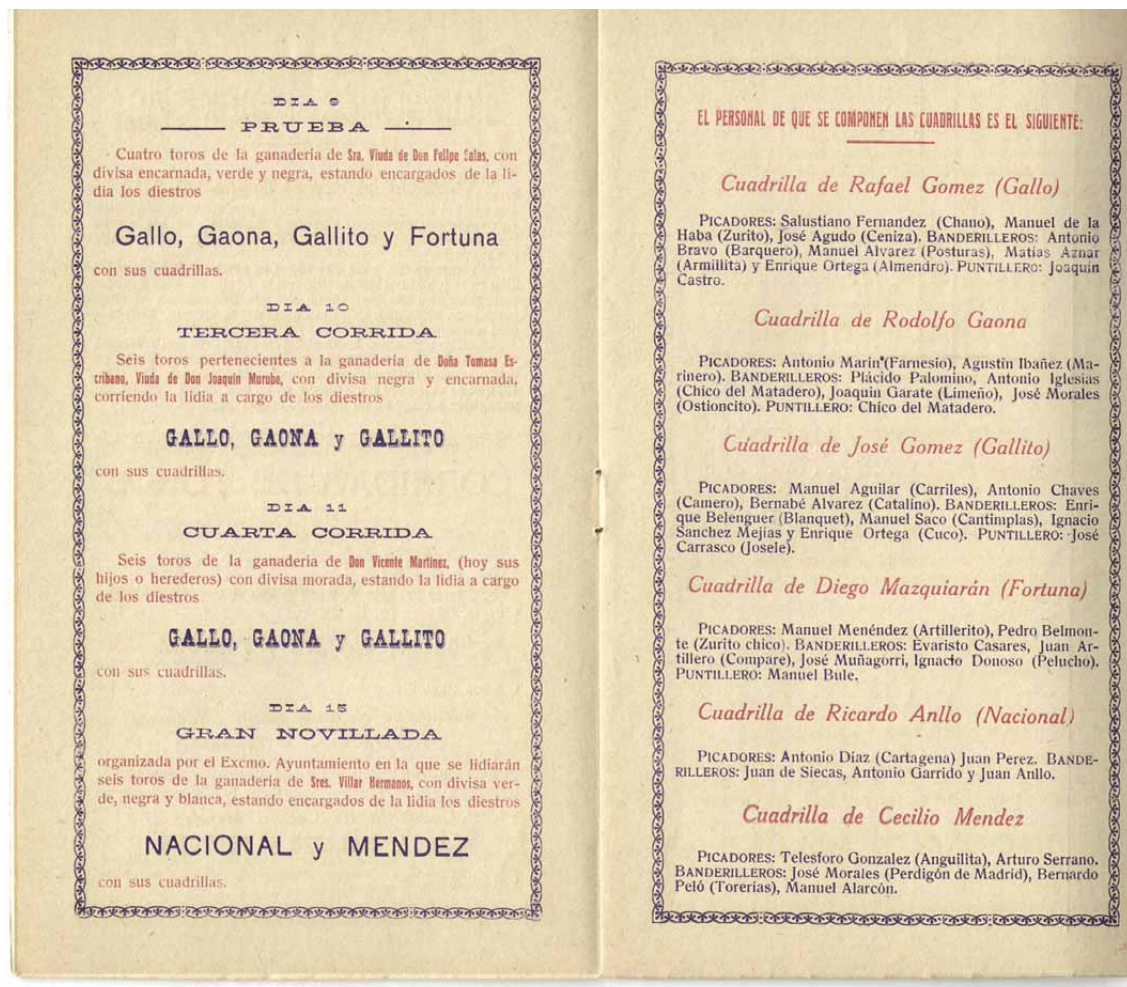 DIA 9
PRUEBA
Cuatro toros de la ganadería de Sra. Viuda de Don Felipe Salas, con
divisa encarnada, verde y negra, estando encargados de la li-
dia los diestros
Gallo, Gaona, Gallito y Fortuna
con sus cuadrillas.
DIA 10
TERCERA CORRIDA
Seis toros pertenecientes a la ganadería de Doña Tomasa Es-
cribano, Viuda de Don Joaquín Murube, con divisa negra y encarnada,
corriendo la lidia a cargo de los diestros
GALLO, GAONA y GALLITO
con sus cuadrillas.
DIA 11
CUARTA CORRIDA
Seis toros de la ganadería de Don Vicente Martínez, (hoy sus
hijos o herederos) con divisa morada, estando la lidia a cargo
de los diestros
GALLO, GAONA y GALLITO
con sus cuadrillas.
DIA 15
GRAN NOVILLADA
organizada por el Excmo. Ayuntamiento en la que se lidiarán
seis toros de la ganadería de Sres. Villar Hermanos, con divisa ver-
de, negra y blanca, estando encargados de la lidia los diestros
NACIONAL y MENDEZ
con sus cuadrillas.
EL PERSONAL DE QUE SE COMPONEN LAS CUADRILLAS ES EL SIGUIENTE:
Cuadrilla de Rafael Gomez (Gallo)
PICADORES: Salustiano Fernandez (Chano), Manuel de la
Haba (Zurito), José Agudo (Ceniza). BANDERILLEROS: Antonio
Bravo (Barquero), Manuel Alvarez (Posturas), Matías Aznar
(Armillita) y Enrique Ortega (Almendro). PUNTILLERO: Joaquín
Castro.
Cuadrilla de Rodolfo Gaona
PICADORES: Antonio Marín (Farnesio), Agustín Ibañez (Ma-
rinero). BANDERILLEROS: Plácido Palomino, Antonio Iglesias
(Chico del Matadero), Joaquin Garate (Limeño), José Morales
(Ostioncito). PUNTILLERO: Chico del Matadero.
Cuadrilla de José Gomez (Gallito)
PICADORES: Manuel Aguilar (Carriles), Antonio Chaves
(Camero), Bernabé Alvarez (Catalino). BANDERILLEROS: Enri-
que Belenguer (Blanquet), Manuel Saco (Cantimplas), Ignacio
Sanchez Mejías y Enrique Ortega (Cuco). PUNTILLERO: José
Carrasco (Josele).
Cuadrilla de Diego Mazquiarán (Fortuna)
PICADORES: Manuel Menéndez (Artillerito), Pedro Belmon-
te (Zurito chico). BANDERILLEROS: Evaristo Casares, Juan Ar-
tillero (Compare), José Muñagorri, Ignacio Donoso (Pelucho).
PUNTILLERO: Manuel Bule.
Cuadrilla de Ricardo Anllo (Nacional)
PICADORES: Antonio Díaz (Cartagena) Juan Perez. BANDE-
RILLEROS: Juan de Siecas, Antonio Garrido y Juan Anllo.
Cuadrilla de Cecilio Mendez
PICADORES: Telesforo Gonzalez (Anguilita), Arturo Serrano.
BANDERILLEROS: José Morales (Perdigón de Madrid), Bernardo
Peló (Torerias), Manuel Alarcón.